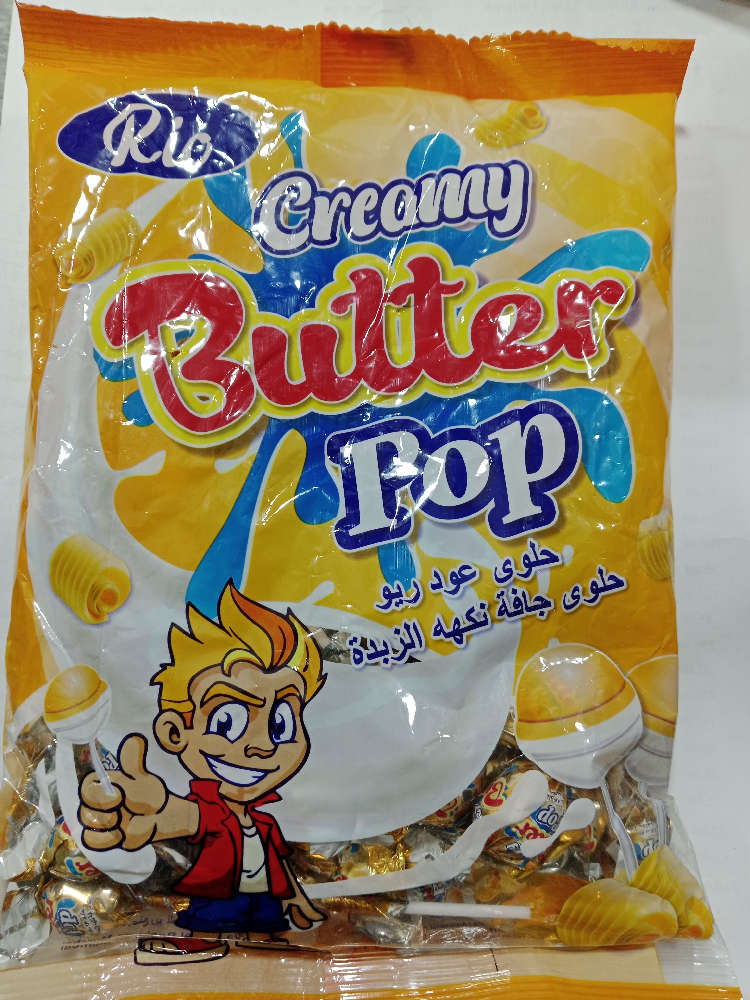 Rio
Creamy
Butter
Pop
حلوى عود ريو
حلوى جافة نكهه الزبدة